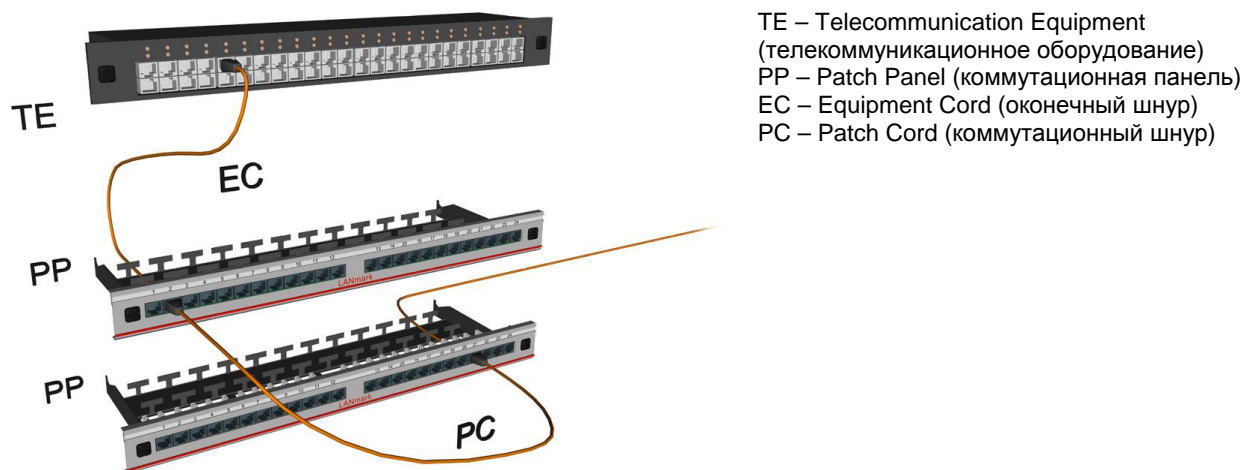 TE – Telecommunication Equipment
(телекоммуникационное оборудование)
PP – Patch Panel (коммутационная панель)
EC – Equipment Cord (оконечный шнур)
PC – Patch Cord (коммутационный шнур)
TE
EC
PP
LANmark
PP
LANmark
PC